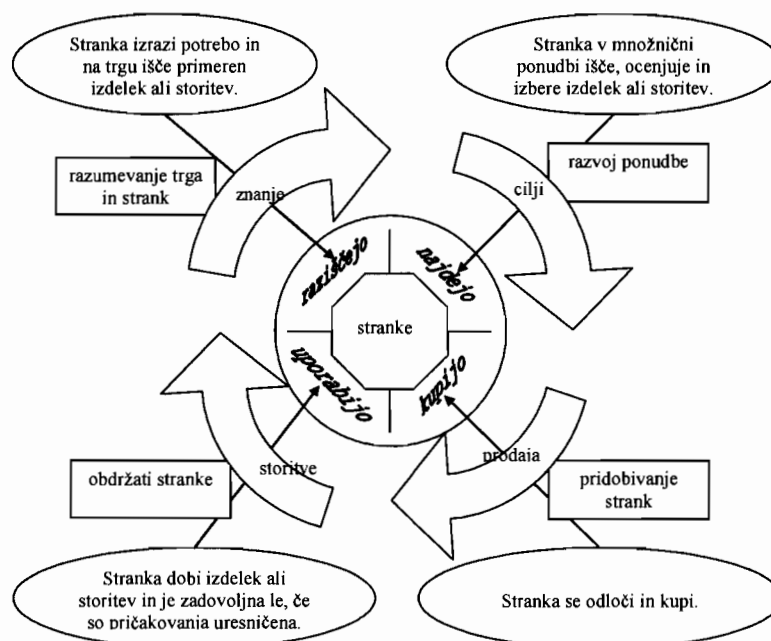 Stranka izrazi potrebo in
na trgu išče primeren
izdelek ali storitev.
Stranka v množnični
ponudbi išče, ocenjuje in
izbere izdelek ali storitev.
razumevanje trga
in strank
znanje
cilji
razvoj ponudbe
raziščejo
najdejo
stranke
uporabijo
kupijo
obdržati stranke
storitve
prodaja
pridobivanje
strank
Stranka dobi izdelek ali
storitev in je zadovoljna le, če
so pričakovanja uresničena.
Stranka se odloči in kupi.